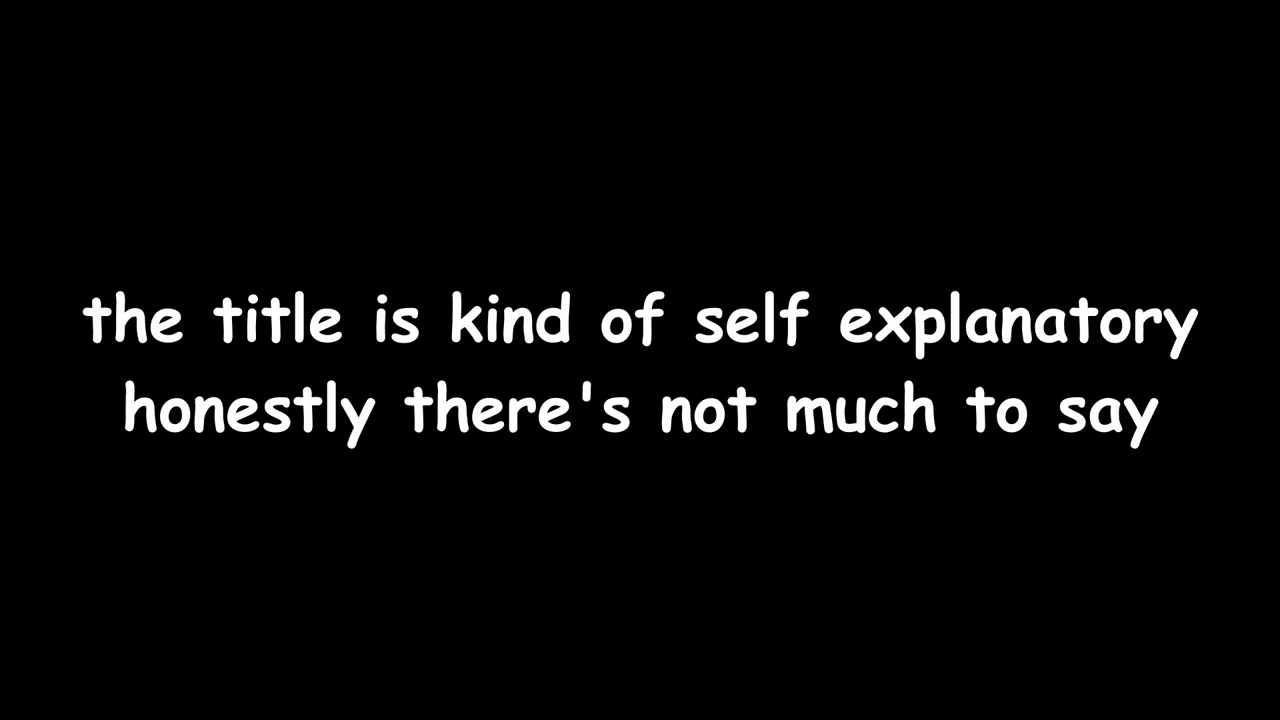 the title is kind of self explanatory
honestly there's not much to say